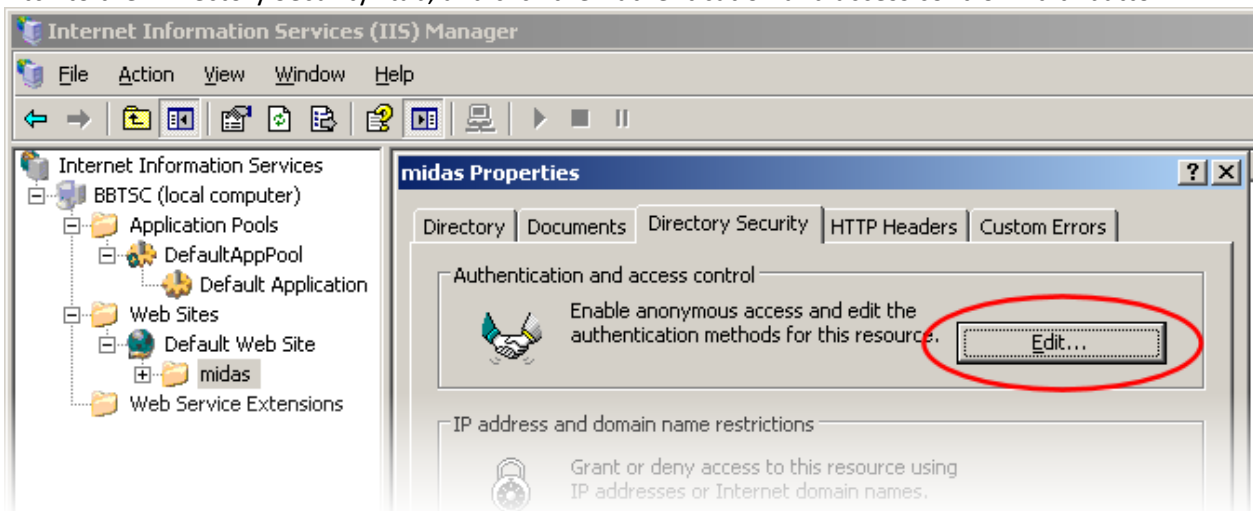 Internet Information Services (IIS) Manager
File Action View Window Help
Internet Information Services
BBTSC (local computer)
Application Pools
DefaultAppPool
Default Application
Web Sites
Default Web Site
midas
Web Service Extensions
midas Properties
Directory Documents Directory Security HTTP Headers Custom Errors
Authentication and access control
Enable anonymous access and edit the
authentication methods for this resource.
Edit...
IP address and domain name restrictions
Grant or deny access to this resource using
IP addresses or Internet domain names.